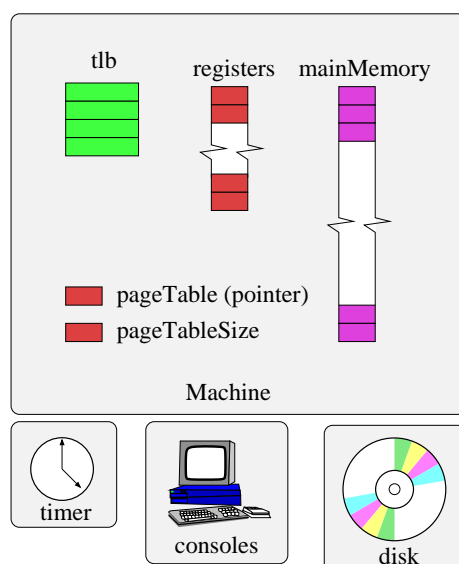 tlb
registers
mainMemory
pageTable (pointer)
pageTableSize
Machine
timer
consoles
disk